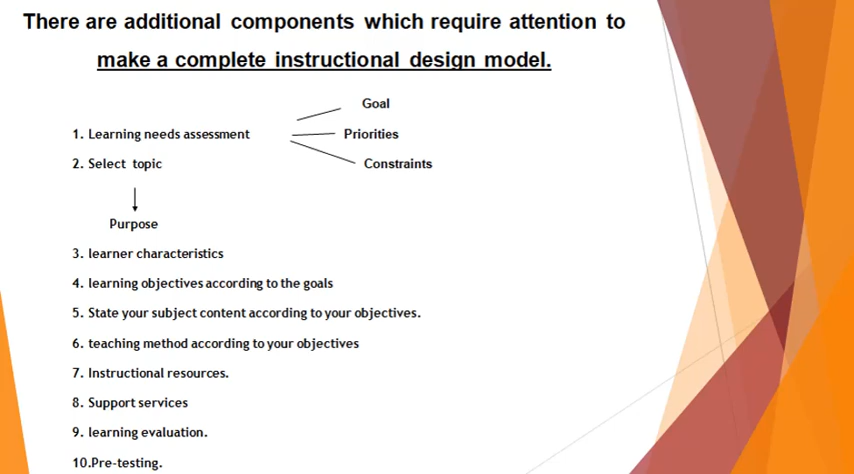 There are additional components which require attention to
make a complete instructional design model.
Goal
1. Learning needs assessment
Priorities
2. Select topic
Constraints
Purpose
3. learner characteristics
4. learning objectives according to the goals
5. State your subject content according to your objectives.
6. teaching method according to your objectives
7. Instructional resources.
8. Support services
9. learning evaluation.
10.Pre-testing.